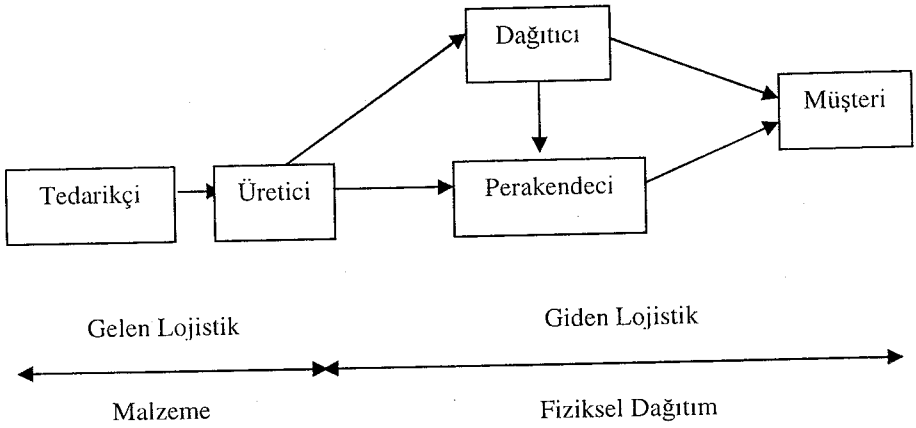 Dağıtıcı
Müşteri
Tedarikçi
Üretici
Perakendeci
Gelen Lojistik
Giden Lojistik
Malzeme
Fiziksel Dağıtım